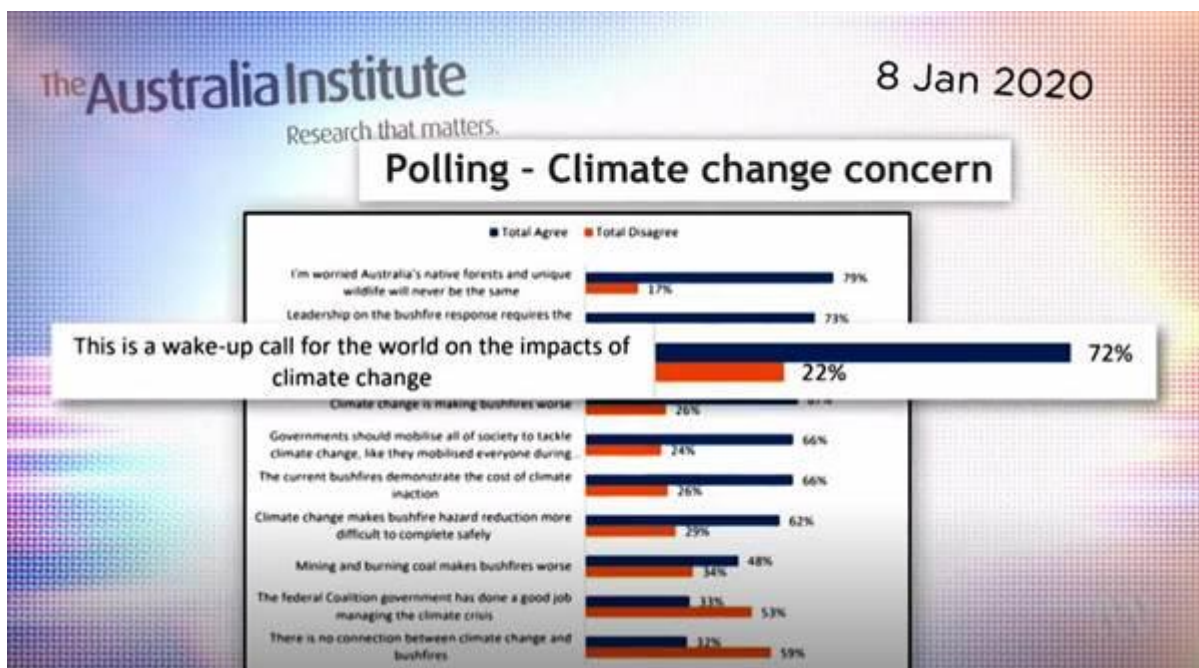 The Australia Institute
Research that matters.
8 Jan 2020
Polling - Climate change concern
Total Agree Total Disagree
I'm worried Australia's native forests and unique
wildlife will never be the same
79%
17%
Leadership on the bushfire response requires the
73%
This is a wake-up call for the world on the impacts of
climate change
72%
22%
Climate change is making bushfires worse
67%
26%
Governments should mobilise all of society to tackle
climate change, like they mobilised everyone during
66%
24%
The current bushfires demonstrate the cost of climate
inaction
66%
26%
Climate change makes bushfire hazard reduction more
difficult to complete safely
62%
29%
Mining and burning coal makes bushfires worse
48%
34%
The federal Coalition government has done a good job
managing the climate crisis
33%
53%
There is no connection between climate change and
bushfires
32%
59%